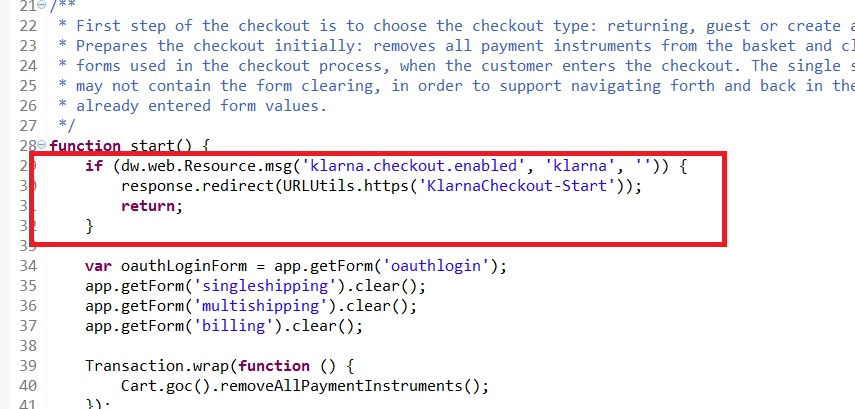 21 /**
22 * First step of the checkout is to choose the checkout type: returning, guest or create a
23 * Prepares the checkout initially: removes all payment instruments from the basket and cl
24 * forms used in the checkout process, when the customer enters the checkout. The single s
25 * may not contain the form clearing, in order to support navigating forth and back in the
26 * already entered form values.
27 */
28 function start() {
29 if (dw.web.Resource.msg('klarna.checkout.enabled', 'klarna', '')) {
30 response.redirect(URLUtils.https('KlarnaCheckout-Start'));
31 return;
32 }
33
34 var oauthLoginForm = app.getForm('oauthlogin');
35 app.getForm('singleshipping').clear();
36 app.getForm('multishipping').clear();
37 app.getForm('billing').clear();
38
39 Transaction.wrap(function () {
40 Cart.goc().removeAllPaymentInstruments();
41 });